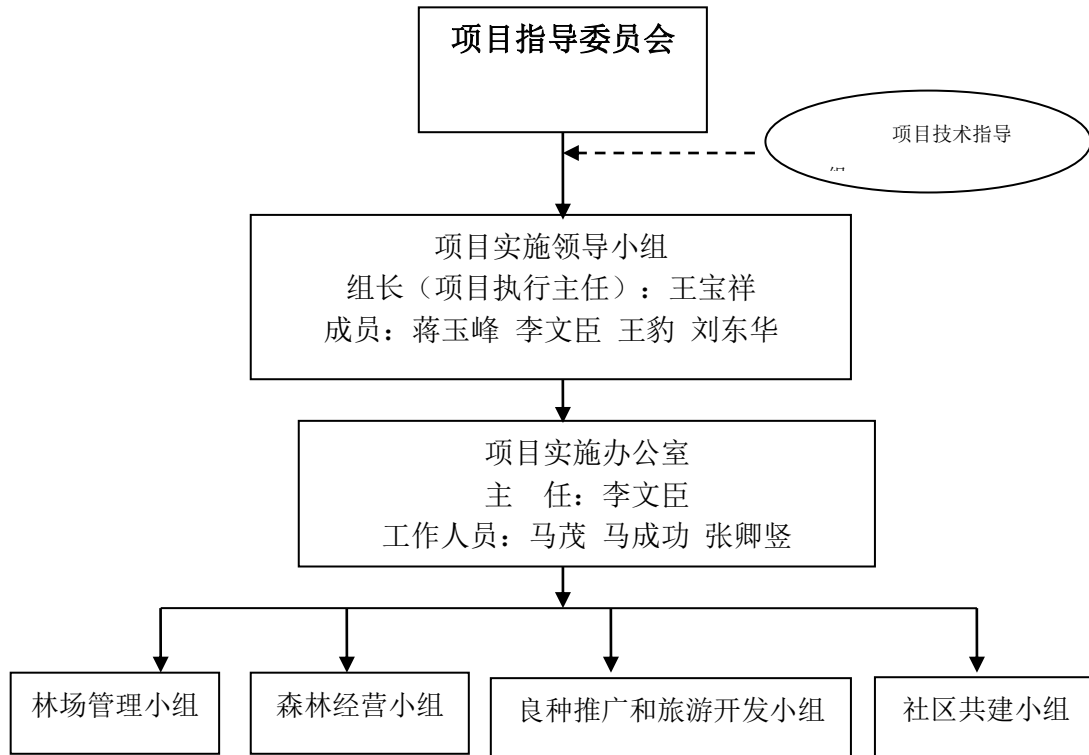 项目指导委员会
项目技术指导
项目实施领导小组
组长（项目执行主任）：王宝祥
成员：蒋玉峰 李文臣 王豹 刘东华
项目实施办公室
主 任：李文臣
工作人员：马茂 马成功 张卿竖
林场管理小组
森林经营小组
良种推广和旅游开发小组
社区共建小组